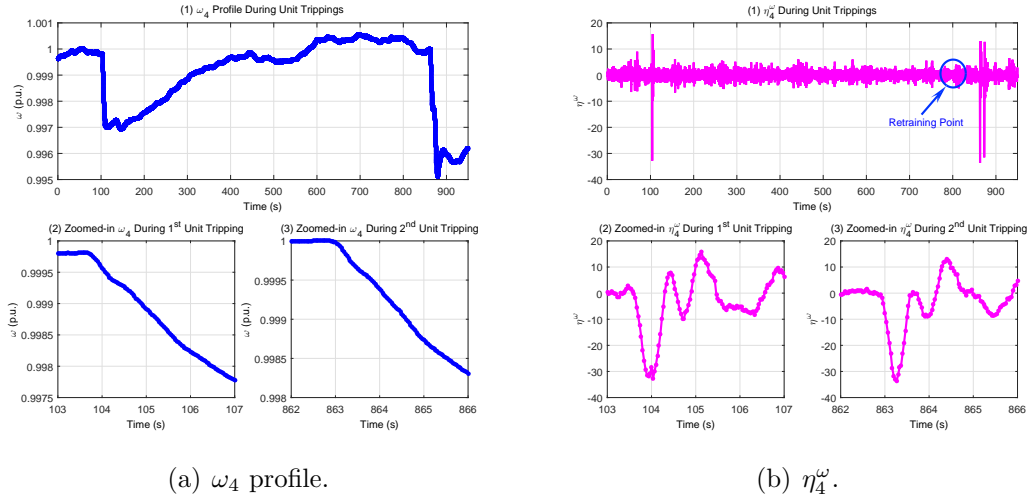 (1) ω₄ Profile During Unit Trippings
1.001
1
0.999
0.998
0.997
0.996
0.995
ω (p.u.)
0 100 200 300 400 500 600 700 800 900
Time (s)
(2) Zoomed-in ω₄ During 1ˢᵗ Unit Tripping
1
0.9995
0.999
0.9985
0.998
0.9975
ω (p.u.)
103 104 105 106 107
Time (s)
(3) Zoomed-in ω₄ During 2ⁿᵈ Unit Tripping
1
0.9995
0.999
0.9985
0.998
ω (p.u.)
862 863 864 865 866
Time (s)
(a) ω₄ profile.
(1) η₄^ω During Unit Trippings
20
10
0
-10
-20
-30
-40
η^ω
Retraining Point
0 100 200 300 400 500 600 700 800 900
Time (s)
(2) Zoomed-in η₄^ω During 1ˢᵗ Unit Tripping
20
10
0
-10
-20
-30
-40
η^ω
103 104 105 106 107
Time (s)
(3) Zoomed-in η₄^ω During 2ⁿᵈ Unit Tripping
20
10
0
-10
-20
-30
-40
η^ω
862 863 864 865 866
Time (s)
(b) η₄^ω.